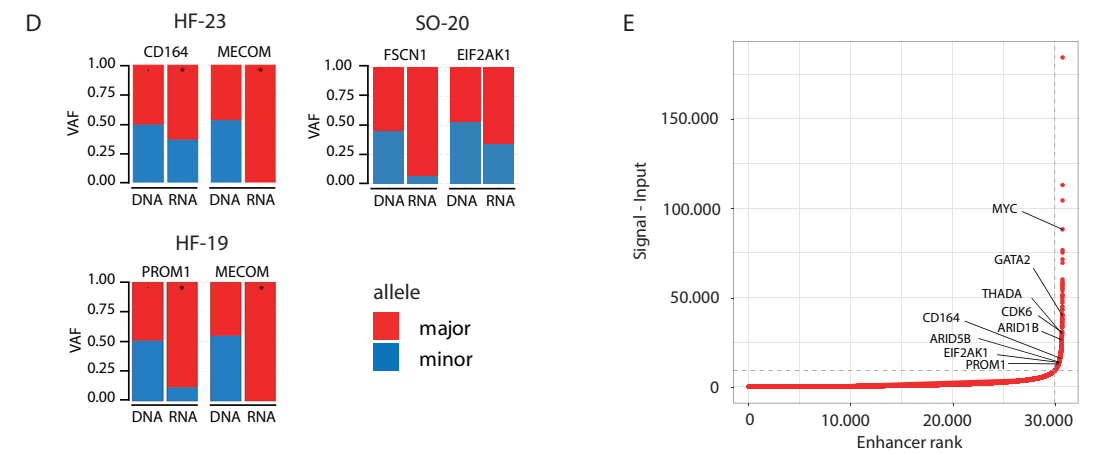 D
HF-23
CD164 MECOM
VAF
1.00
0.75
0.50
0.25
0.00
* *
DNA RNA DNA RNA
SO-20
FSCN1 EIF2AK1
VAF
1.00
0.75
0.50
0.25
0.00
DNA RNA DNA RNA
HF-19
PROM1 MECOM
VAF
1.00
0.75
0.50
0.25
0.00
* *
DNA RNA DNA RNA
allele
major
minor
E
Signal - Input
150.000
100.000
50.000
0
MYC
GATA2
THADA
CDK6
CD164
ARID1B
ARID5B
EIF2AK1
PROM1
0 10.000 20.000 30.000
Enhancer rank